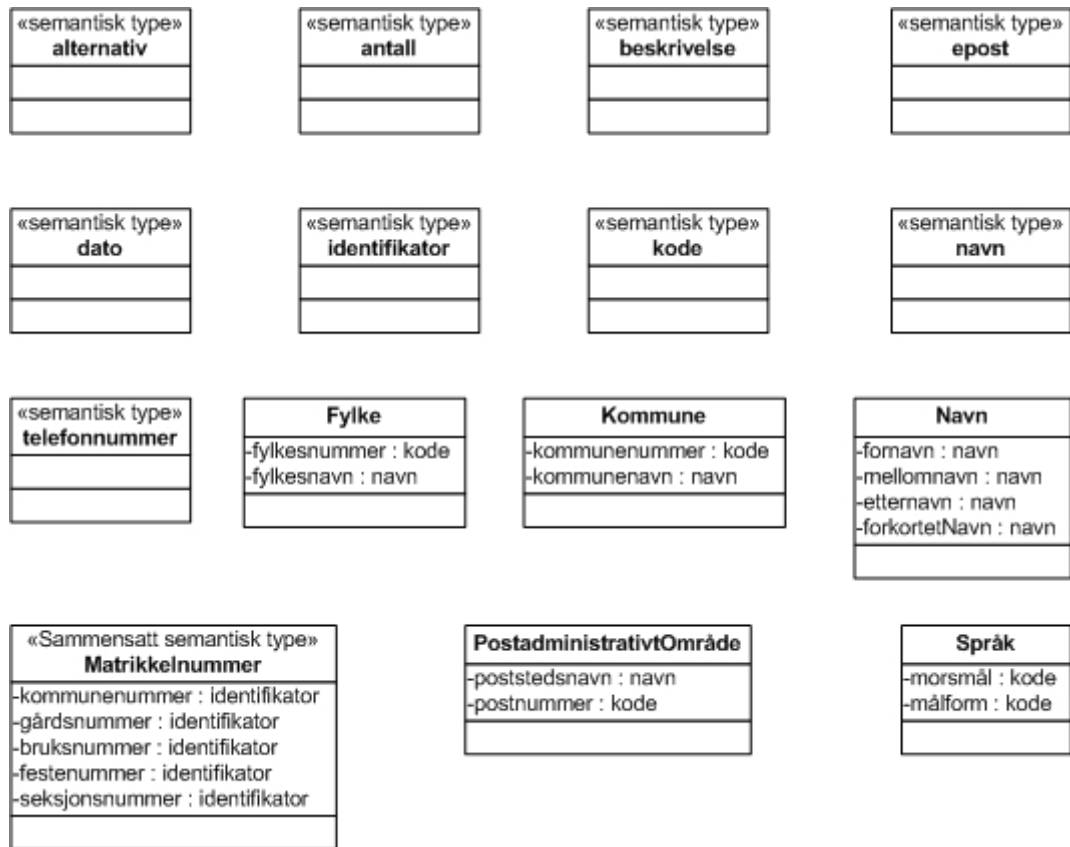 «semantisk type»
alternativ
«semantisk type»
antall
«semantisk type»
beskrivelse
«semantisk type»
epost
«semantisk type»
dato
«semantisk type»
identifikator
«semantisk type»
kode
«semantisk type»
navn
«semantisk type»
telefonnummer
Fylke
-fylkesnummer : kode
-fylkesnavn : navn
Kommune
-kommunenummer : kode
-kommunenavn : navn
Navn
-fornavn : navn
-mellomnavn : navn
-etternavn : navn
-forkortetNavn : navn
«Sammensatt semantisk type»
Matrikkelnummer
-kommunenummer : identifikator
-gårdsnummer : identifikator
-bruksnummer : identifikator
-festenummer : identifikator
-seksjonsnummer : identifikator
PostadministrativtOmråde
-poststedsnavn : navn
-postnummer : kode
Språk
-morsmål : kode
-målform : kode